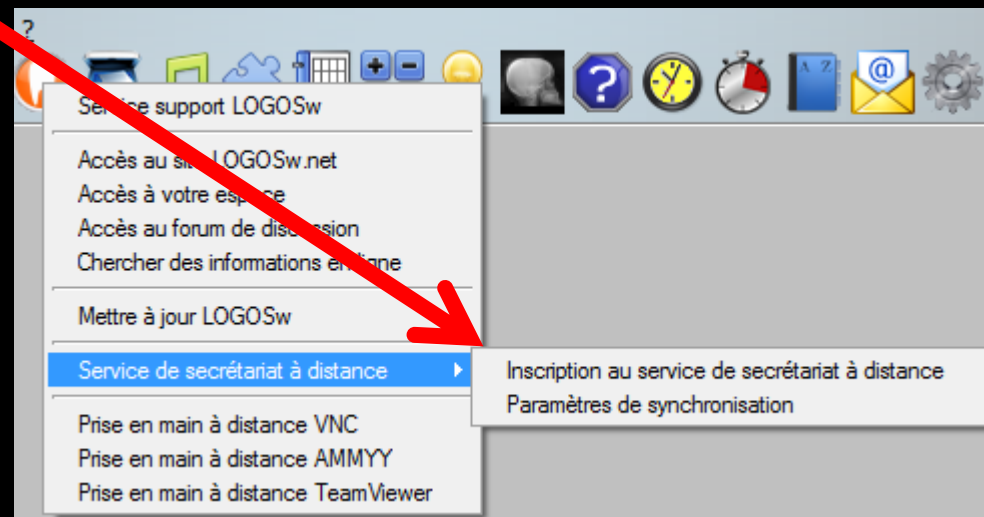 ?
Service support LOGOSw
Accès au site LOGOSw.net
Accès à votre espace
Accès au forum de discussion
Chercher des informations en ligne
Mettre à jour LOGOSw
Service de secrétariat à distance
Inscription au service de secrétariat à distance
Paramètres de synchronisation
Prise en main à distance VNC
Prise en main à distance AMMYY
Prise en main à distance TeamViewer